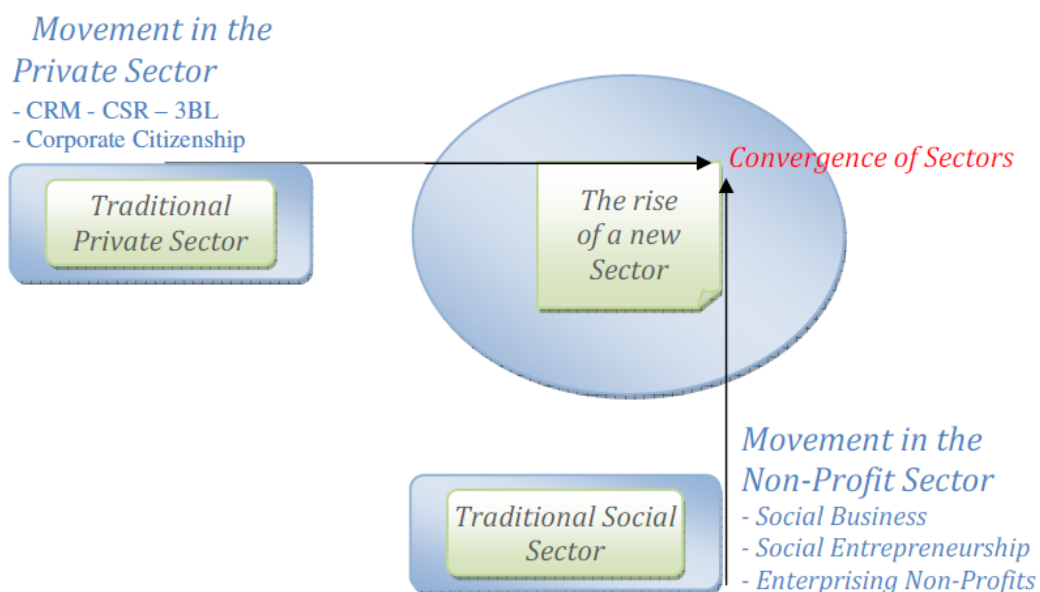 Movement in the
Private Sector
- CRM - CSR – 3BL
- Corporate Citizenship
Traditional
Private Sector
The rise
of a new
Sector
Convergence of Sectors
Movement in the
Non-Profit Sector
- Social Business
- Social Entrepreneurship
- Enterprising Non-Profits
Traditional Social
Sector